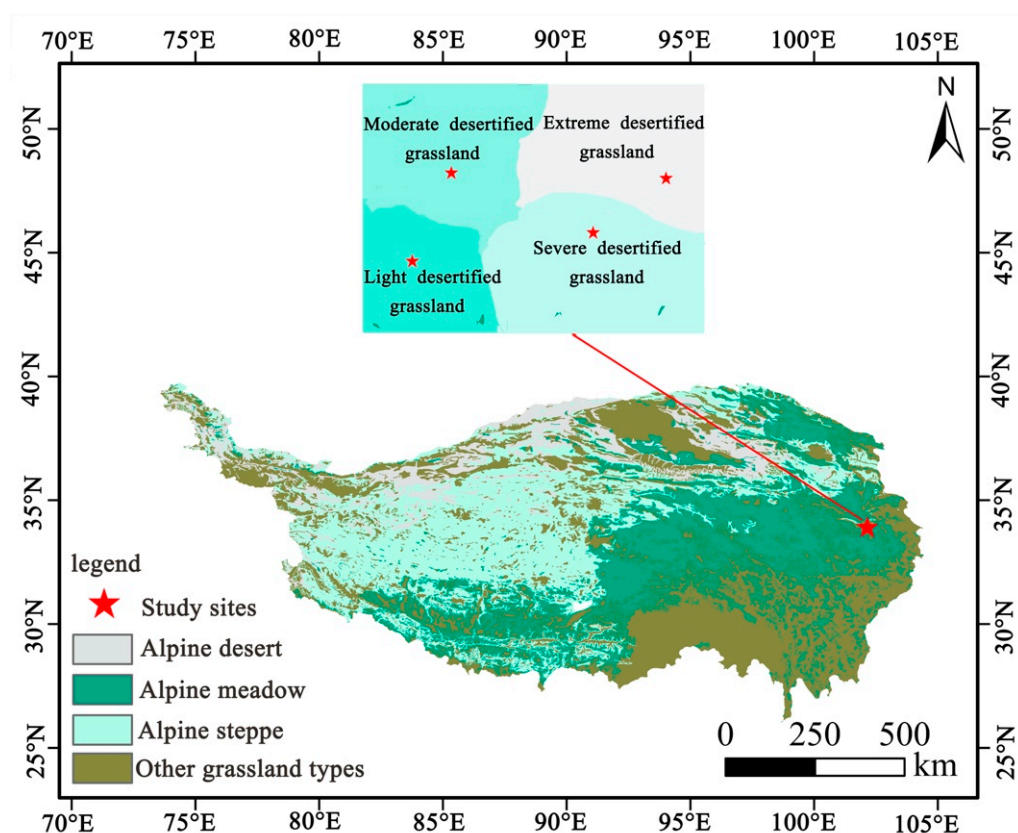 70°E 75°E 80°E 85°E 90°E 95°E 100°E 105°E
N
50°N 50°N
Moderate desertified
grassland
Extreme desertified
grassland
45°N 45°N
Severe desertified
grassland
Light desertified
grassland
40°N 40°N
35°N 35°N
legend
Study sites
30°N 30°N
Alpine desert
Alpine meadow
Alpine steppe
Other grassland types
25°N 25°N
0 250 500
km
70°E 75°E 80°E 85°E 90°E 95°E 100°E 105°E